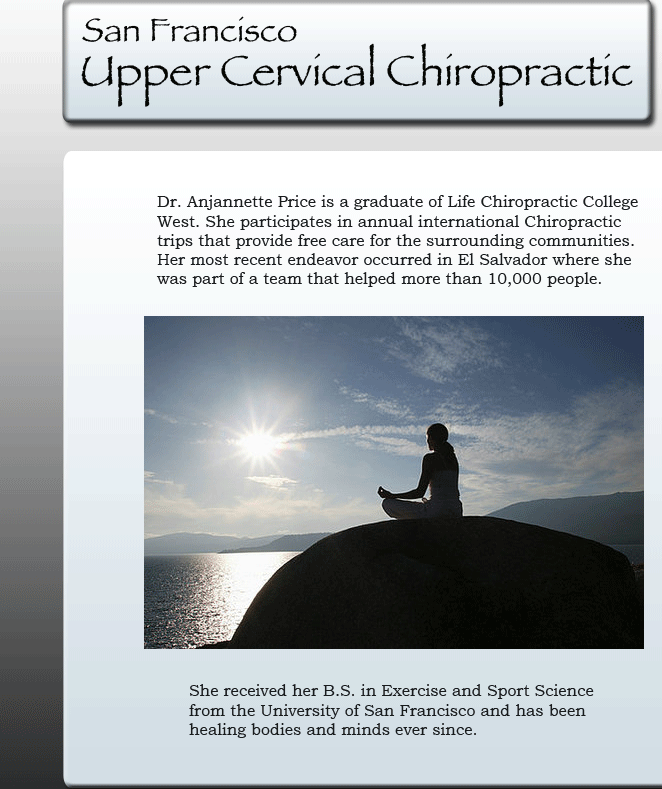 San Francisco
Upper Cervical Chiropractic
Dr. Anjannette Price is a graduate of Life Chiropractic College
West. She participates in annual international Chiropractic
trips that provide free care for the surrounding communities.
Her most recent endeavor occurred in El Salvador where she
was part of a team that helped more than 10,000 people.
She received her B.S. in Exercise and Sport Science
from the University of San Francisco and has been
healing bodies and minds ever since.